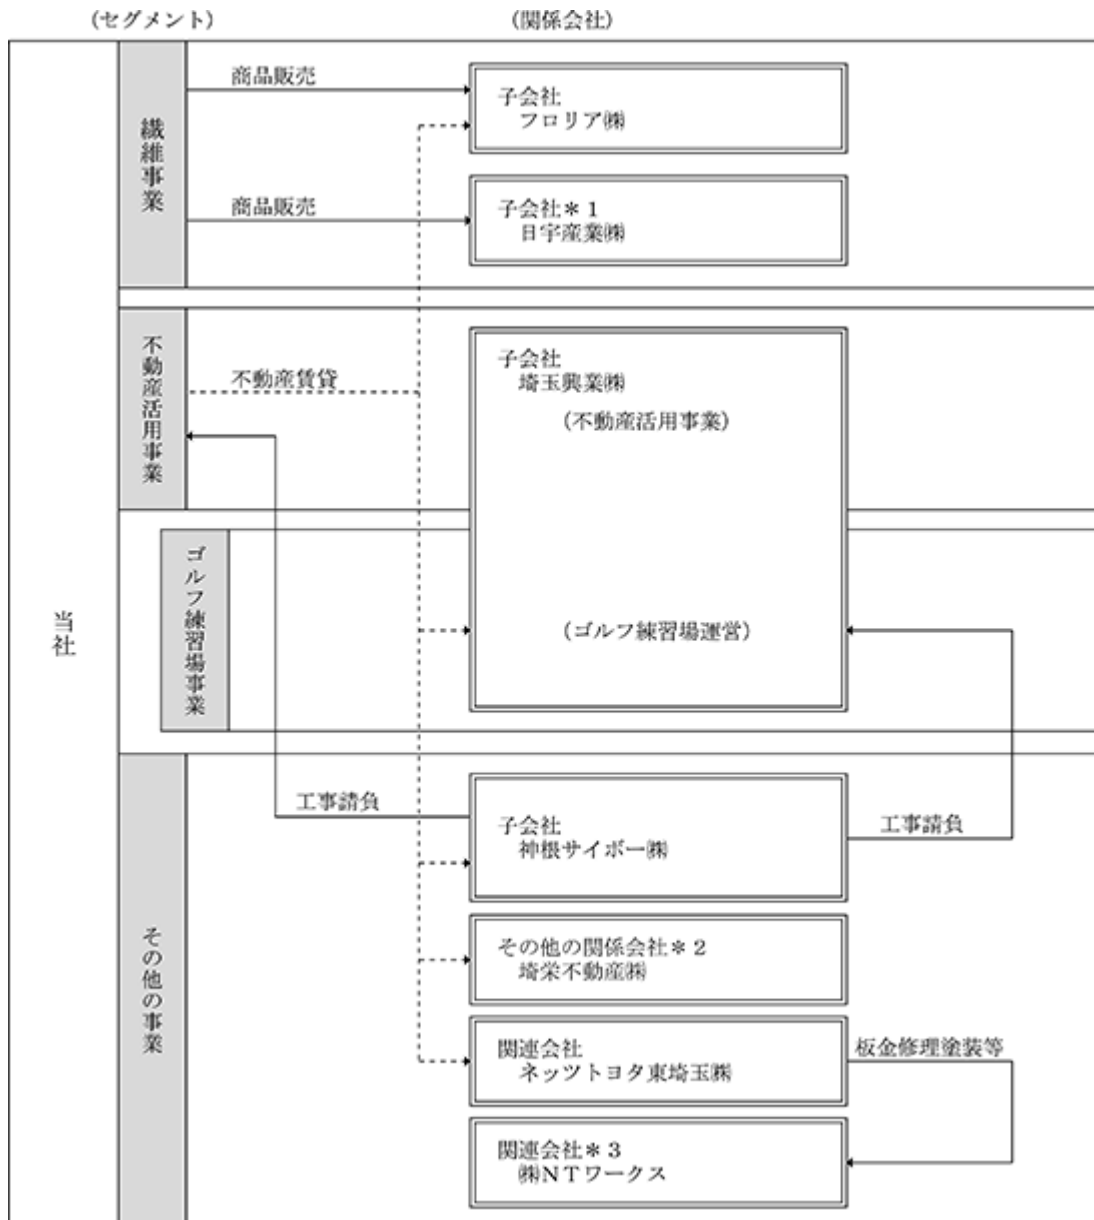 (セグメント)
(関係会社)
当社
繊維事業
商品販売
子会社
フロリア㈱
商品販売
子会社＊1
日宇産業㈱
不動産活用事業
不動産賃貸
子会社
埼玉興業㈱
(不動産活用事業)
ゴルフ練習場事業
(ゴルフ練習場運営)
その他の事業
工事請負
子会社
神根サイボー㈱
工事請負
その他の関係会社＊2
埼栄不動産㈱
関連会社
ネッツトヨタ東埼玉㈱
板金修理塗装等
関連会社＊3
㈱NTワークス